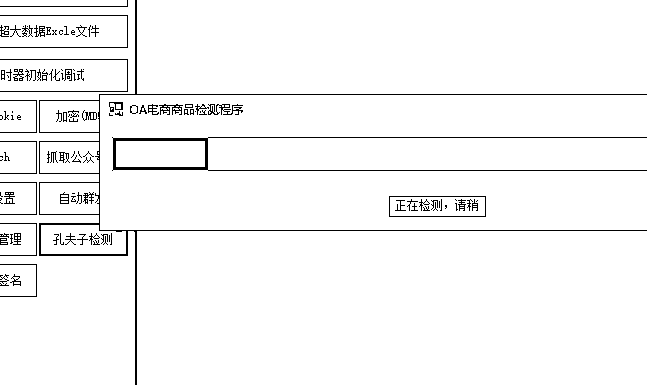 超大数据Excle文件
时器初始化调试
OA电商商品检测程序
okie
加密(MD
ch
抓取公众号
设置
自动群发
正在检测，请稍
管理
孔夫子检测
签名